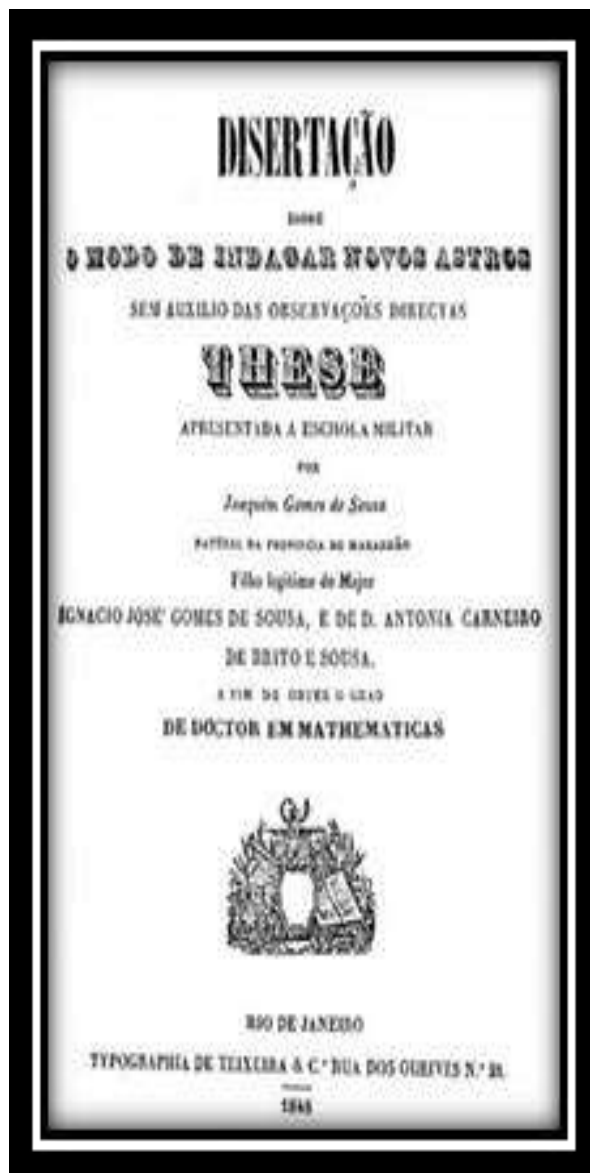 DISERTAÇÃO
SOBRE
O MODO DE INDAGAR NOVOS ASTROS
SEM AUXILIO DAS OBSERVAÇÕES DIRECTAS
THESE
APRESENTADA A ESCHOLA MILITAR
POR
Joaquim Gomes de Sousa
NATURAL DA PROVINCIA DO MARANHÃO
Filho legitimo do Major
IGNACIO JOSE' GOMES DE SOUSA, E DE D. ANTONIA CARNEIRO
DE BRITO E SOUSA,
A FIM DE OBTER O GRAO
DE DOCTOR EM MATHEMATICAS
RIO DE JANEIRO
TYPOGRAPHIA DE TEIXEIRA & C.ª RUA DOS OURIVES N.º